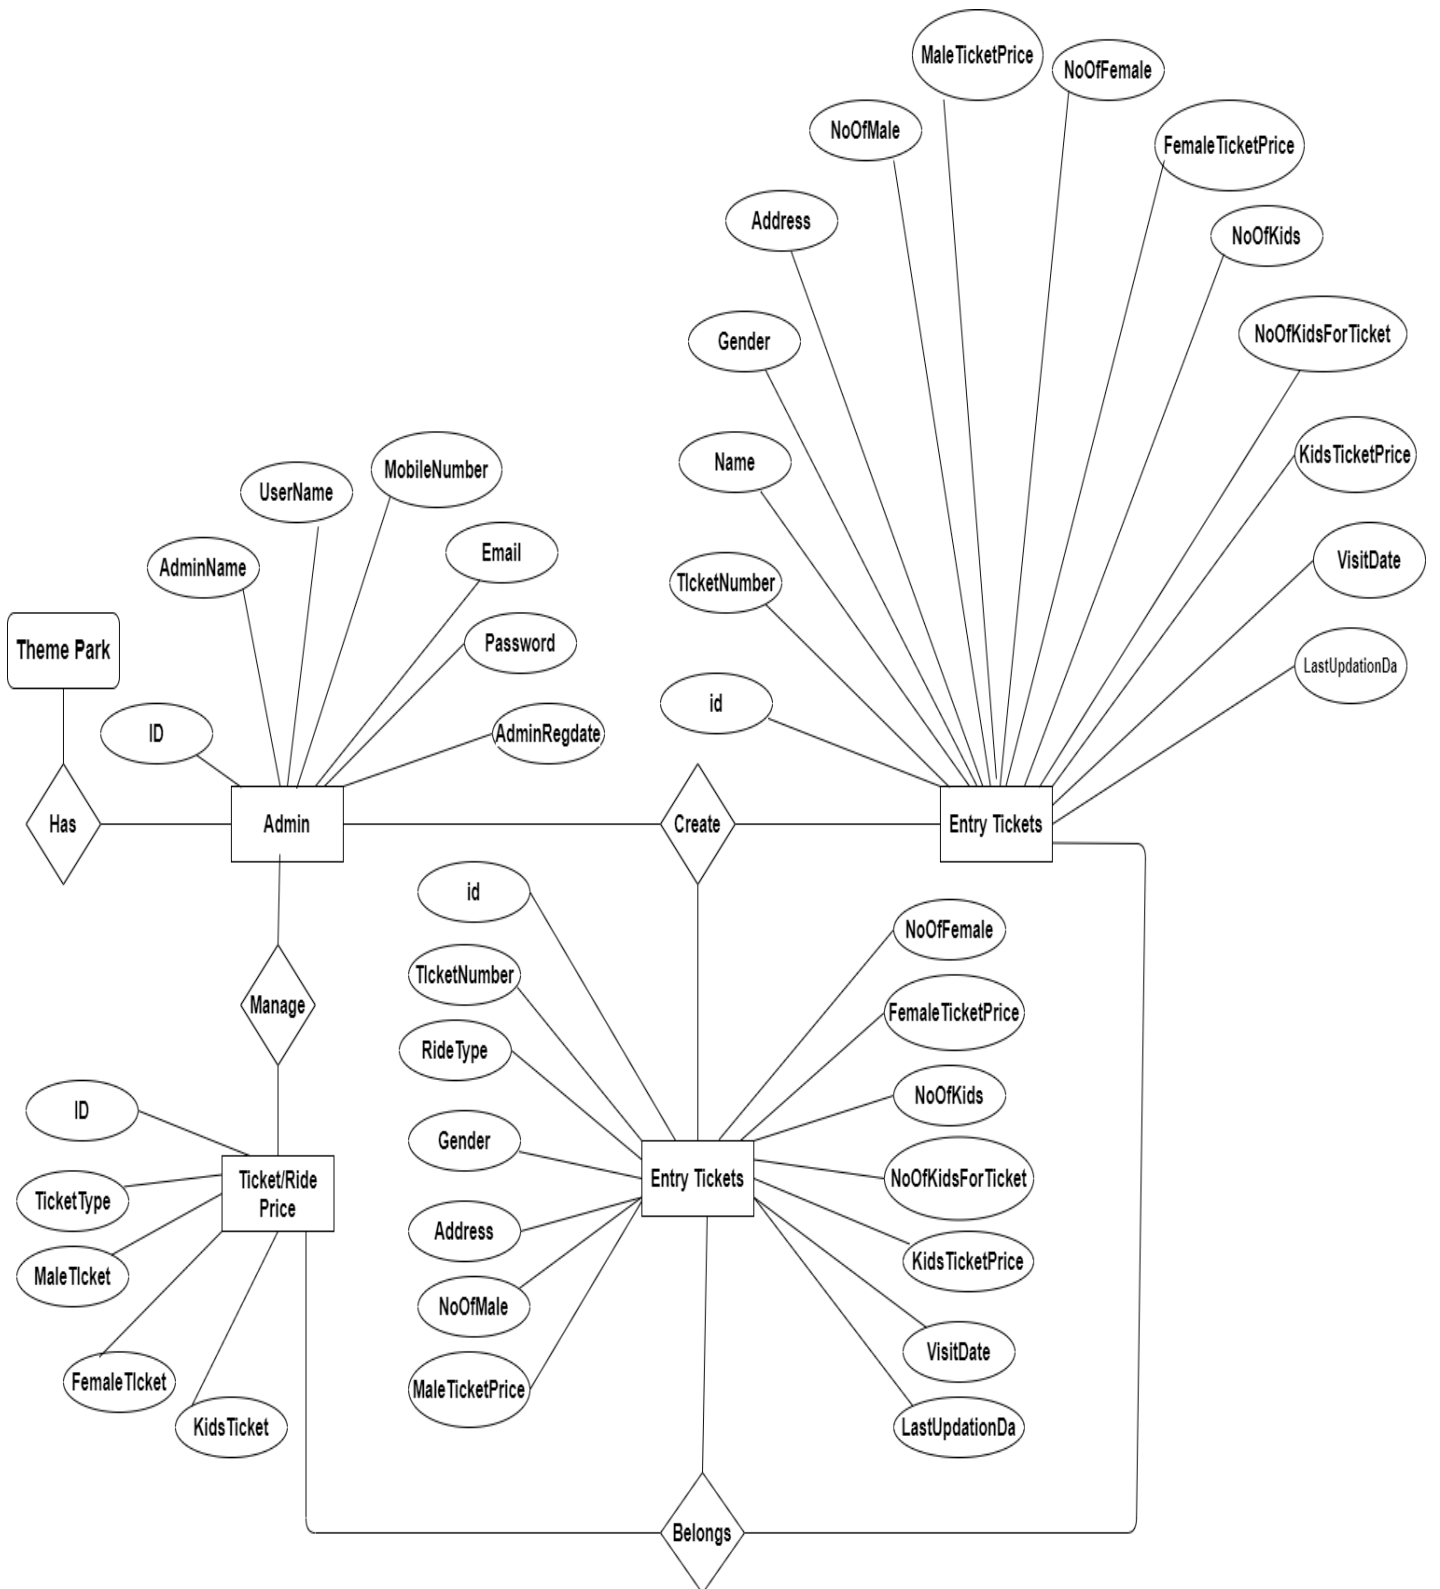 MaleTicketPrice
NoOfFemale
NoOfMale
FemaleTicketPrice
Address
NoOfKids
Gender
NoOfKidsForTicket
Name
KidsTicketPrice
TIcketNumber
VisitDate
id
LastUpdationDa
MobileNumber
UserName
AdminName
Email
Password
AdminRegdate
ID
Theme Park
Has
Admin
Create
Entry Tickets
Manage
id
TIcketNumber
RideType
Gender
Address
NoOfMale
MaleTicketPrice
NoOfFemale
FemaleTicketPrice
NoOfKids
NoOfKidsForTicket
KidsTicketPrice
VisitDate
LastUpdationDa
Entry Tickets
ID
TicketType
MaleTIcket
FemaleTIcket
KidsTicket
Ticket/Ride
Price
Belongs